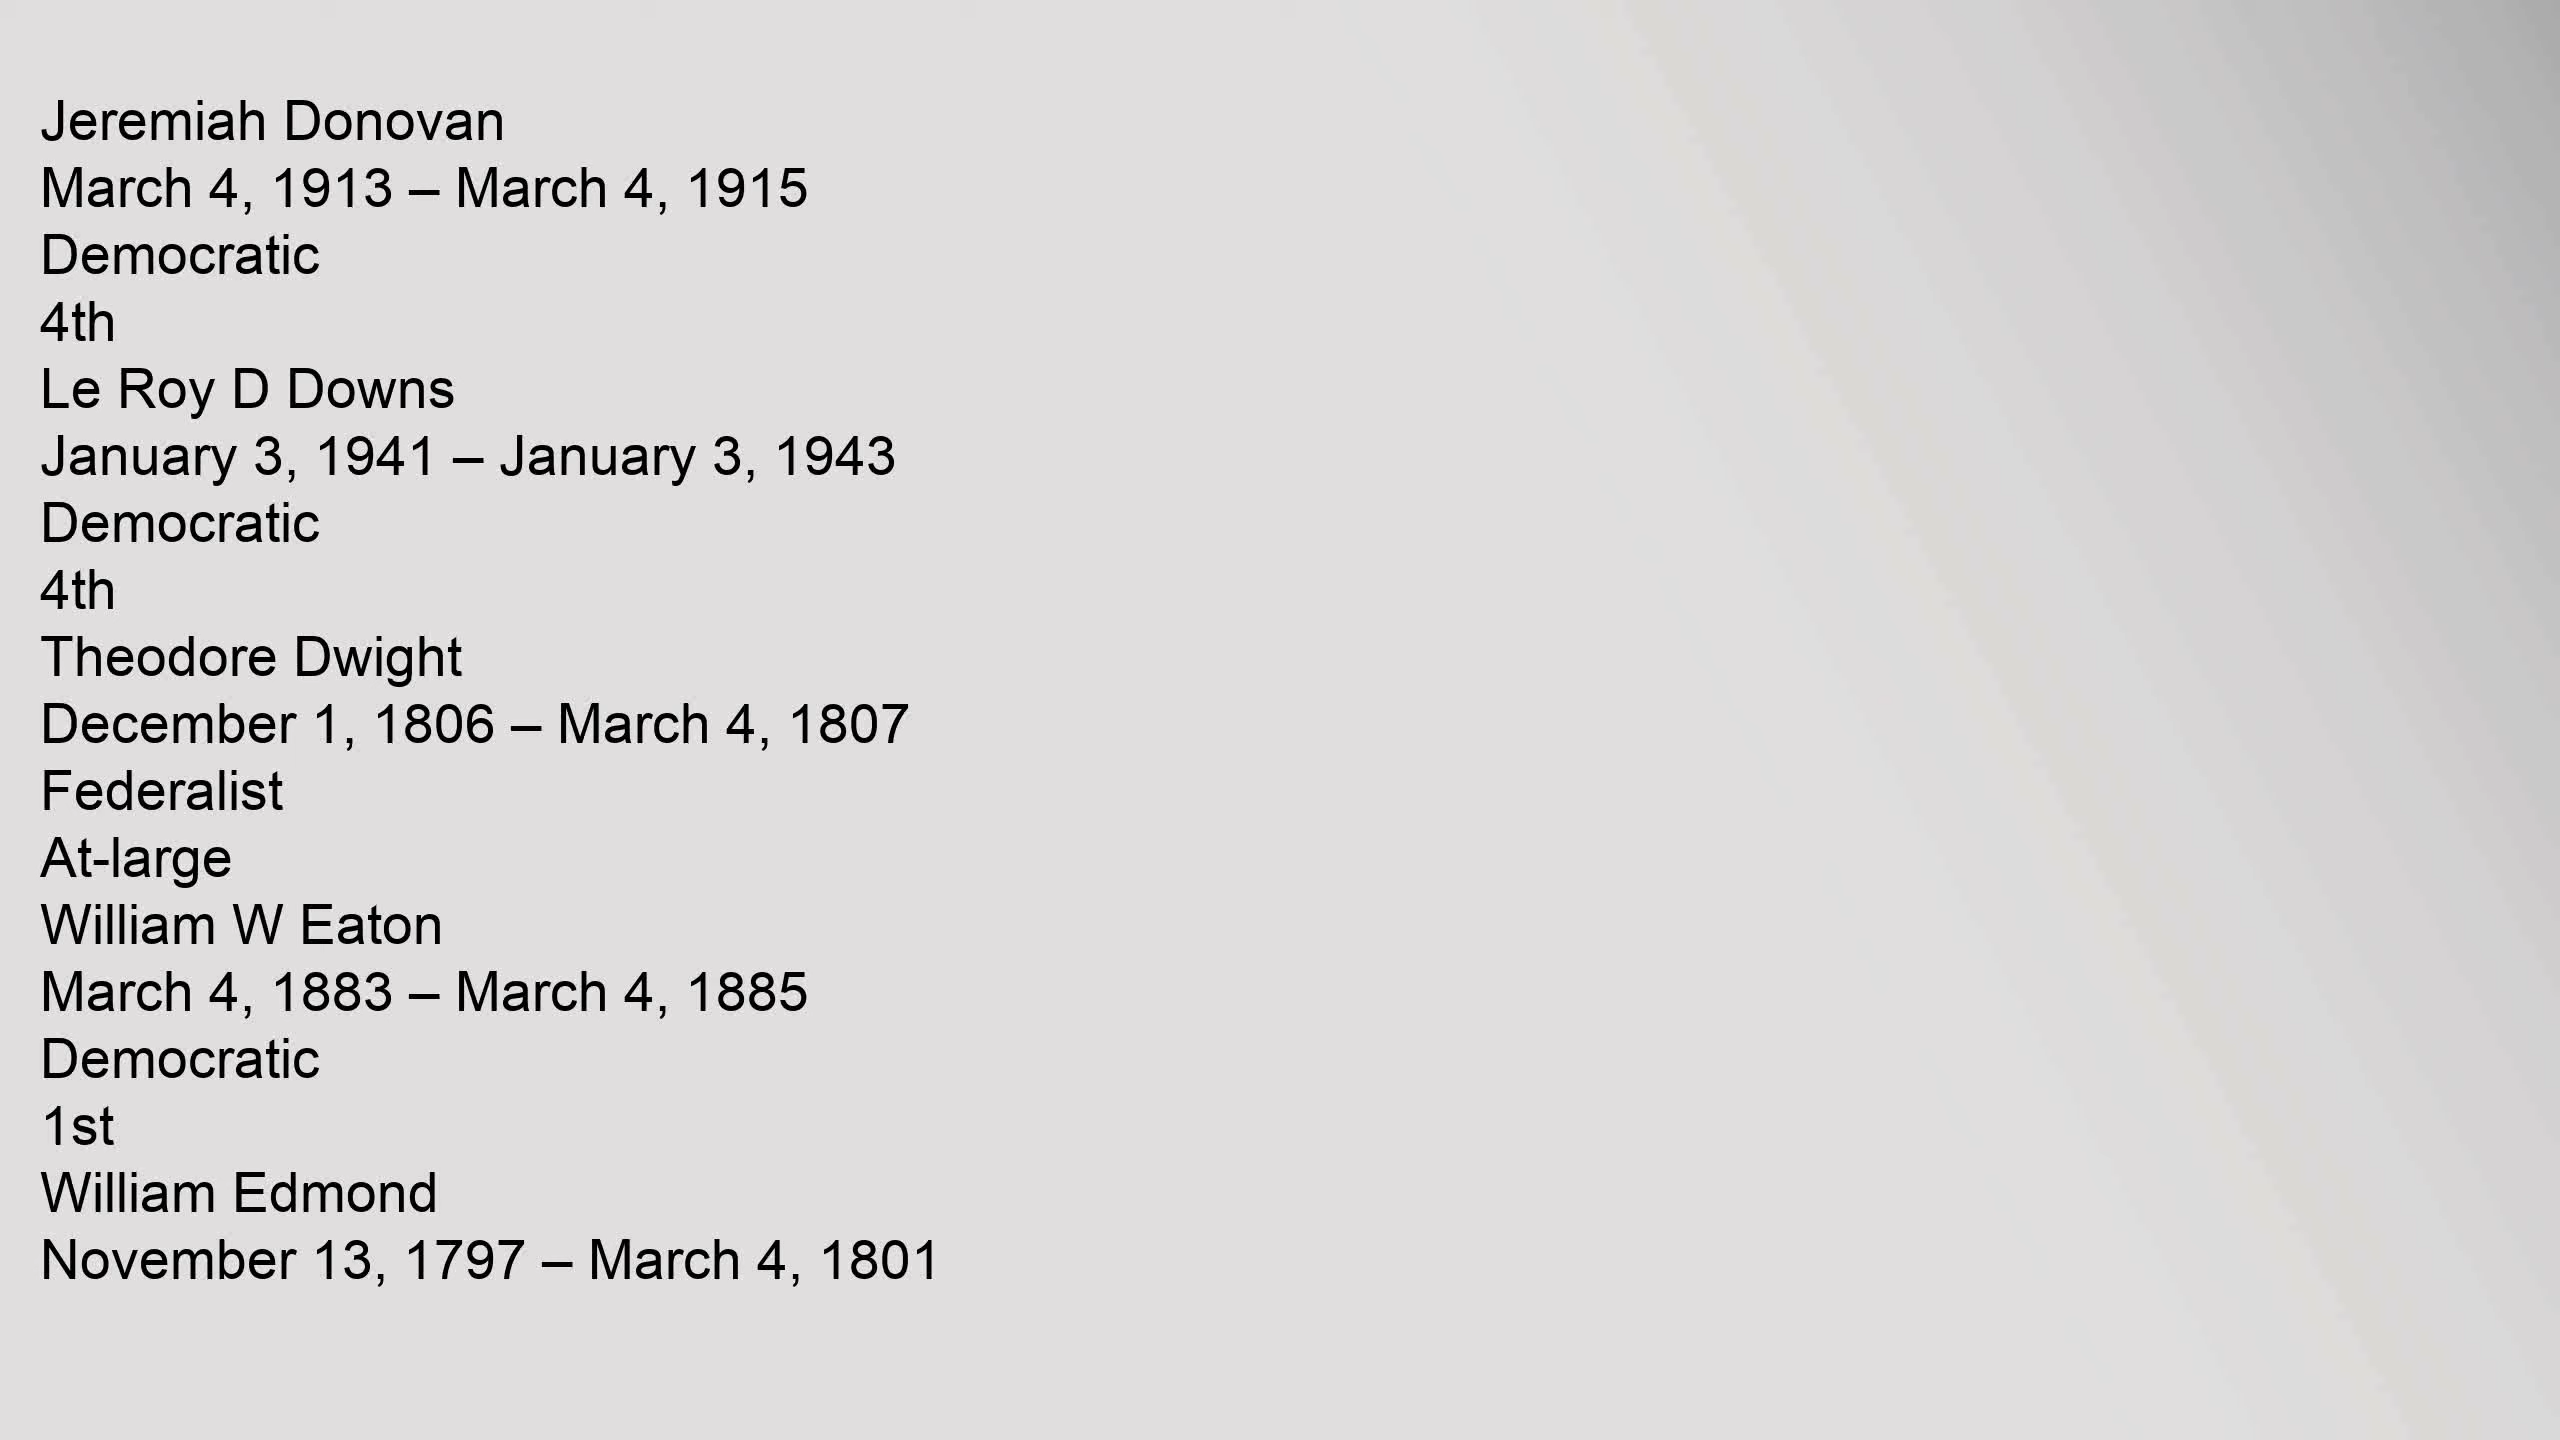 Jeremiah Donovan
March 4, 1913 – March 4, 1915
Democratic
4th
Le Roy D Downs
January 3, 1941 – January 3, 1943
Democratic
4th
Theodore Dwight
December 1, 1806 – March 4, 1807
Federalist
At-large
William W Eaton
March 4, 1883 – March 4, 1885
Democratic
1st
William Edmond
November 13, 1797 – March 4, 1801